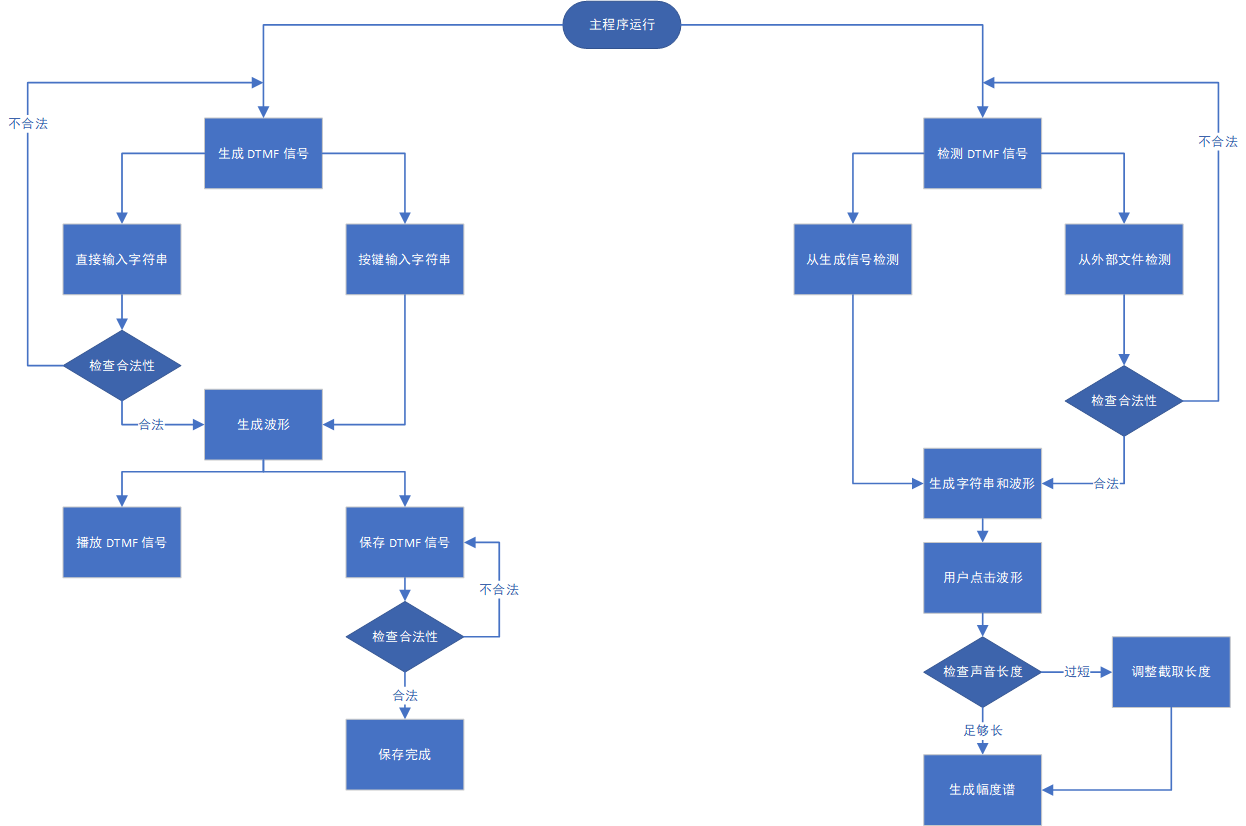 主程序运行
不合法
不合法
生成 DTMF 信号
检测 DTMF 信号
直接输入字符串
按键输入字符串
从生成信号检测
从外部文件检测
检查合法性
检查合法性
合法
生成波形
生成字符串和波形
合法
播放 DTMF 信号
保存 DTMF 信号
用户点击波形
不合法
检查合法性
检查声音长度
过短
调整截取长度
合法
足够长
保存完成
生成幅度谱